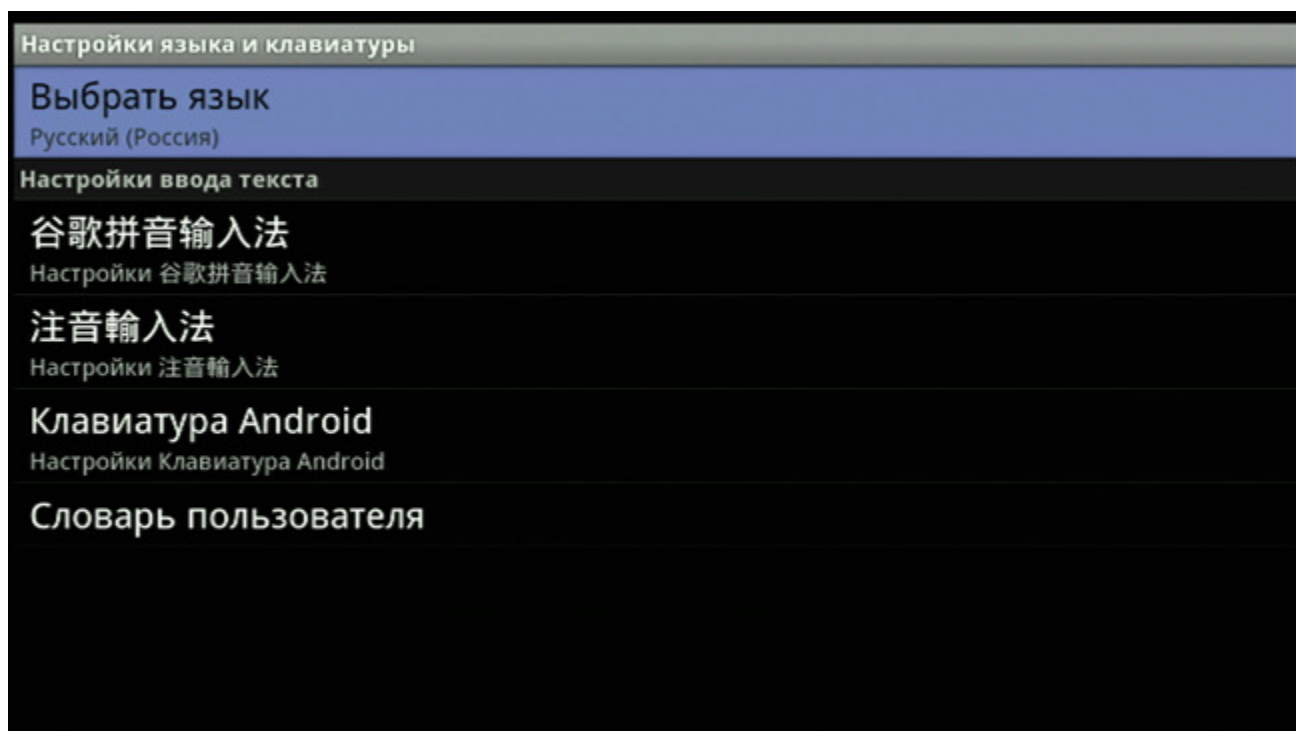 Настройки языка и клавиатуры
Выбрать язык
Русский (Россия)
Настройки ввода текста
谷歌拼音输入法
Настройки 谷歌拼音输入法
注音輸入法
Настройки 注音輸入法
Клавиатура Android
Настройки Клавиатура Android
Словарь пользователя